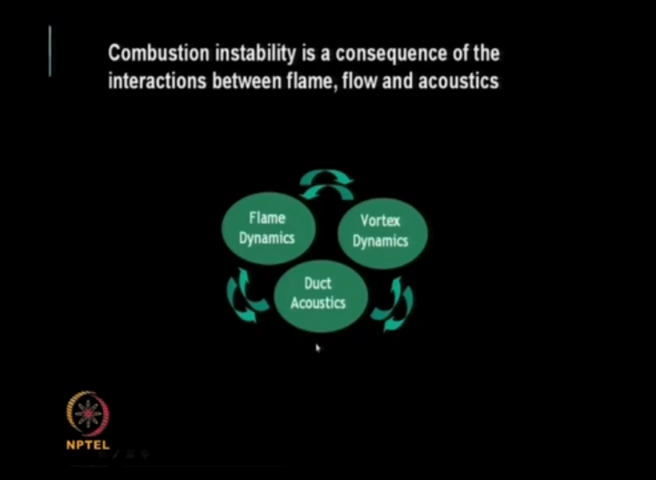 Combustion instability is a consequence of the
interactions between flame, flow and acoustics
Flame
Dynamics
Vortex
Dynamics
Duct
Acoustics
NPTEL